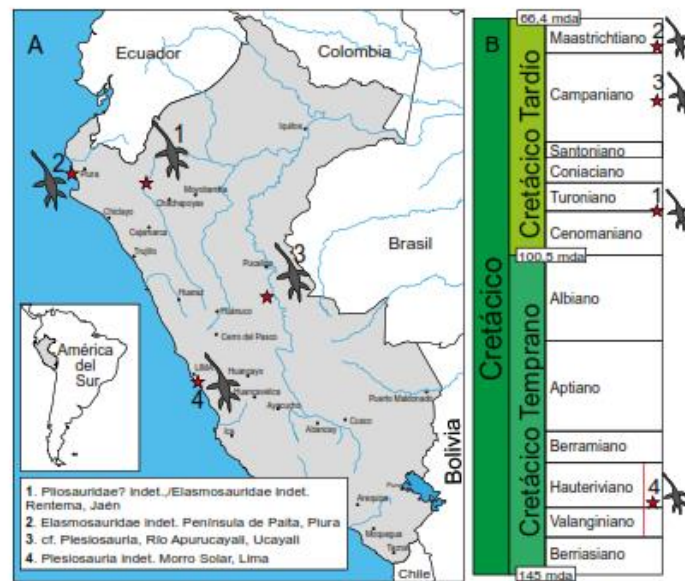 A
Ecuador
Colombia
Iquitos
1
2
Piura
Moyobamba
Chachapoyas
Chiclayo
Cajamarca
Trujillo
Brasil
3
Pucallpa
Huaraz
Huánuco
Cerro del Pasco
América
del
Sur
LIMA
Huancayo
4
Huangavélica
Ayacucho
Puerto Maldonado
Cusco
Abancay
Ica
Bolivia
Arequipa
Moquegua
Tacna
Chile
1. Pliosauridae? Indet../Elasmosauridae Indet.
Rentema, Jaén
2. Elasmosauridae Indet. Península de Paita, Piura
3. cf. Plesiosauria, Río Apurucayali, Ucayali
4. Plesiosauria Indet. Morro Solar, Lima
B
66,4 mda
Cretácico
Cretácico Tardío
Maastrichtiano
2
Campaniano
3
Santoniano
Coniaciano
Turoniano
1
Cenomaniano
100,5 mda
Cretácico Temprano
Albiano
Aptiano
Berramiano
Hauteriviano
4
Valanginiano
Berriasiano
145 mda